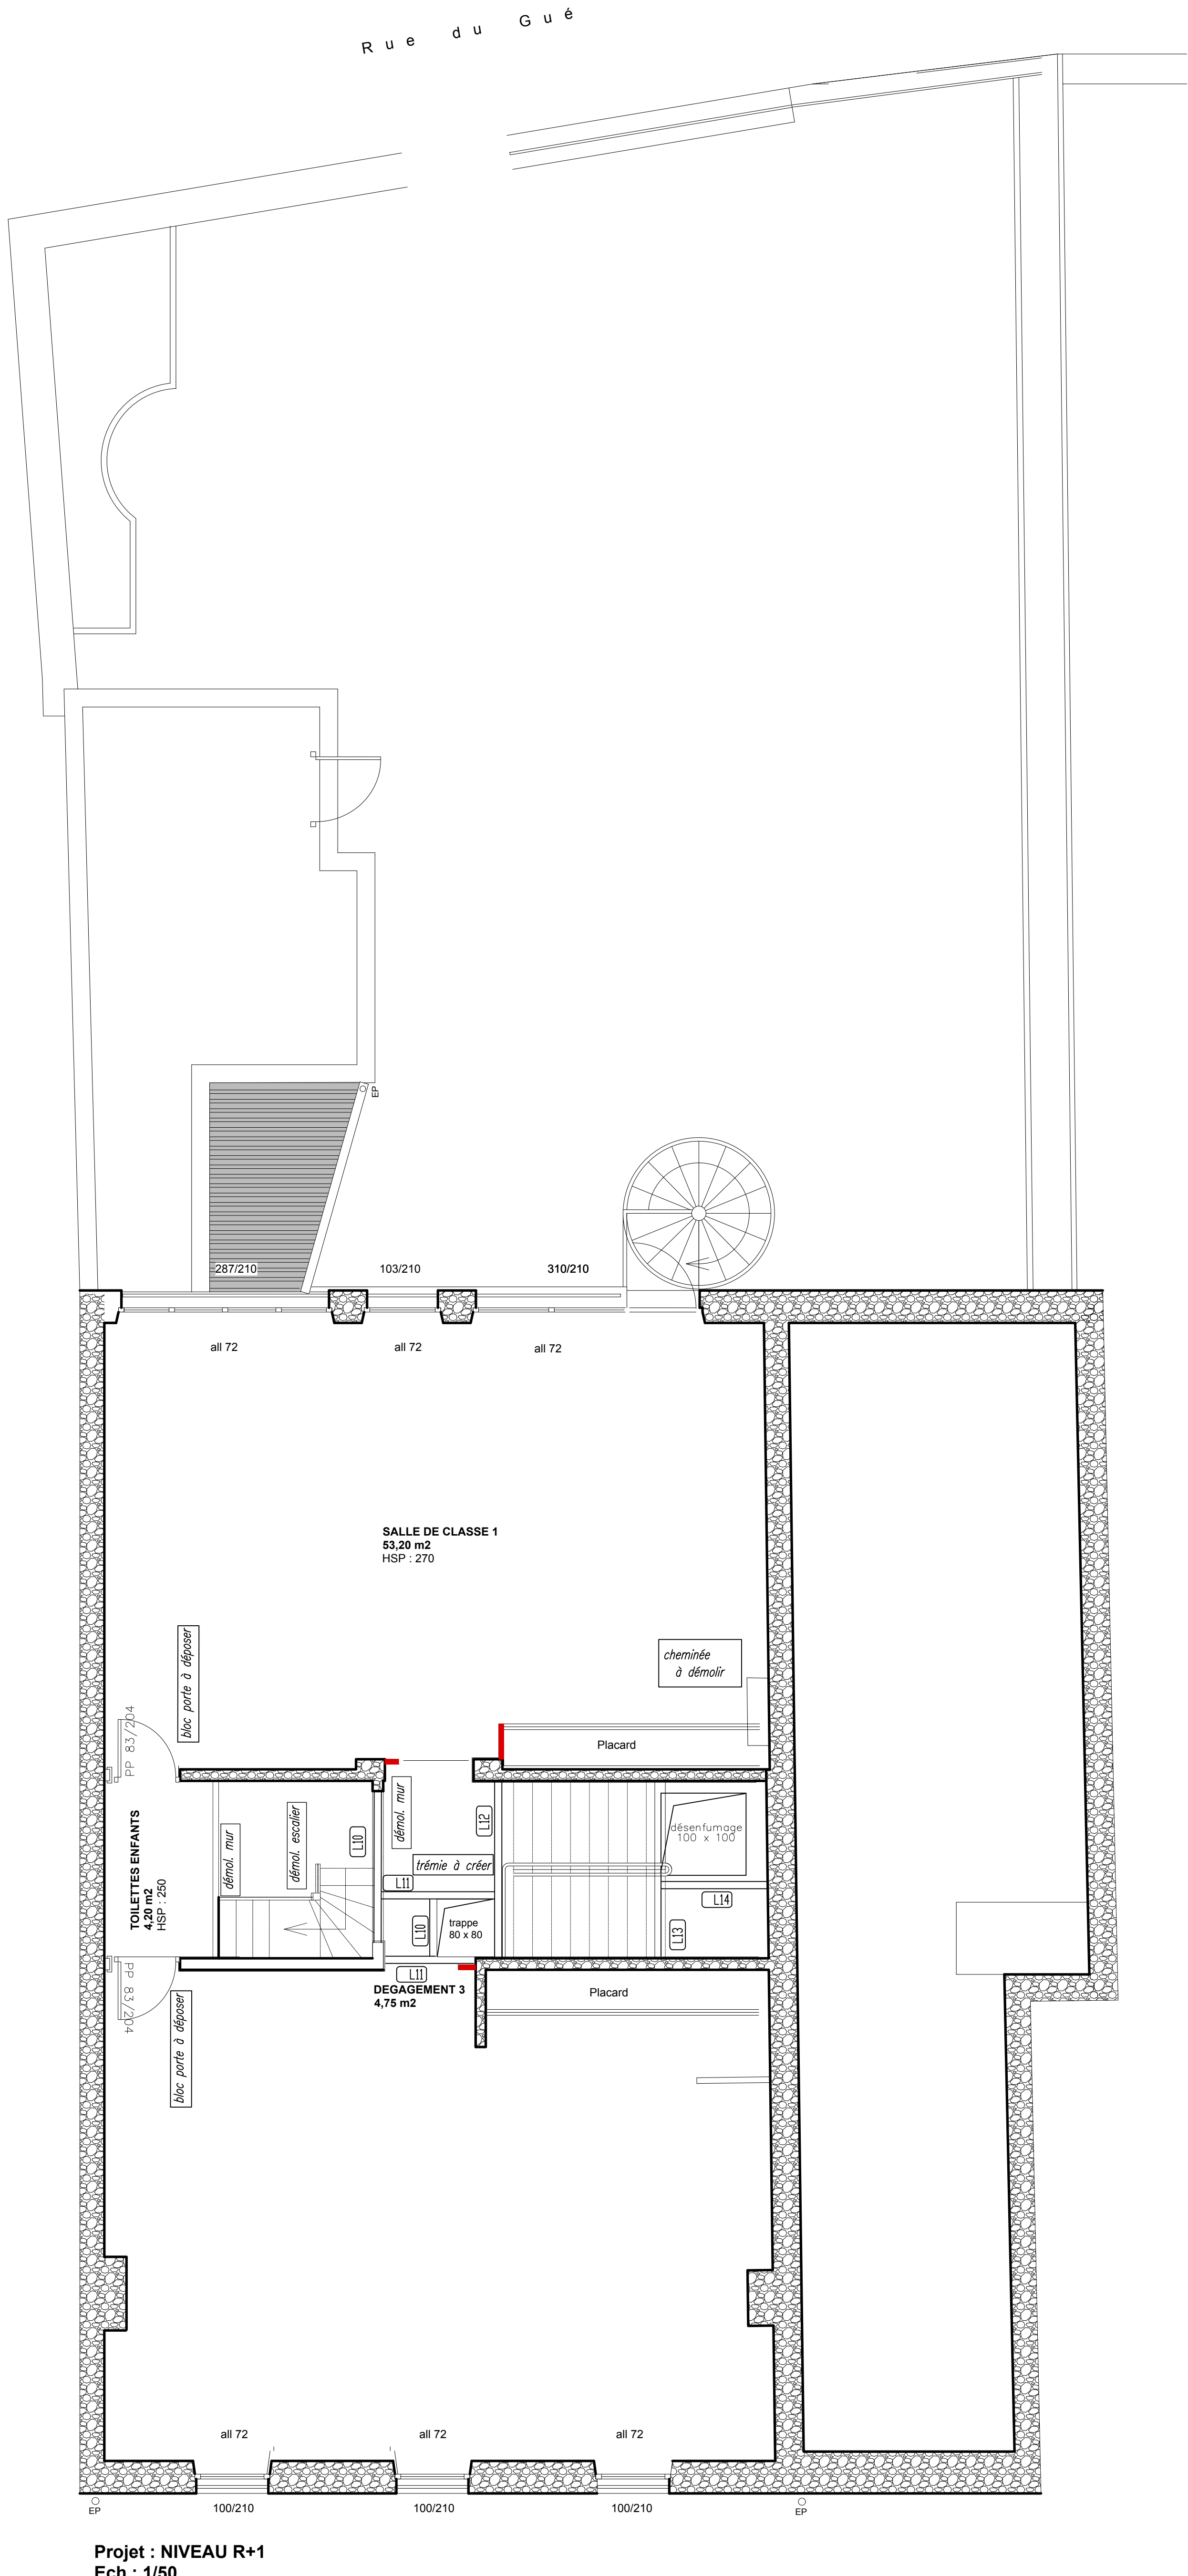 Rue du Gué
EP
287/210
103/210
310/210
all 72
all 72
all 72
SALLE DE CLASSE 1
53,20 m2
HSP : 270
bloc porte à déposer
cheminée
à démolir
PP 83/204
Placard
TOILETTES ENFANTS
4,20 m2
HSP : 250
démol. mur
démol. escalier
L10
démol. mur
L12
désenfumage
100 x 100
trémie à créer
L11
L14
L10
trappe
80 x 80
L13
L11
DEGAGEMENT 3
4,75 m2
Placard
PP 83/204
bloc porte à déposer
all 72
all 72
all 72
100/210
100/210
100/210
EP
EP
Projet : NIVEAU R+1
Ech : 1/50